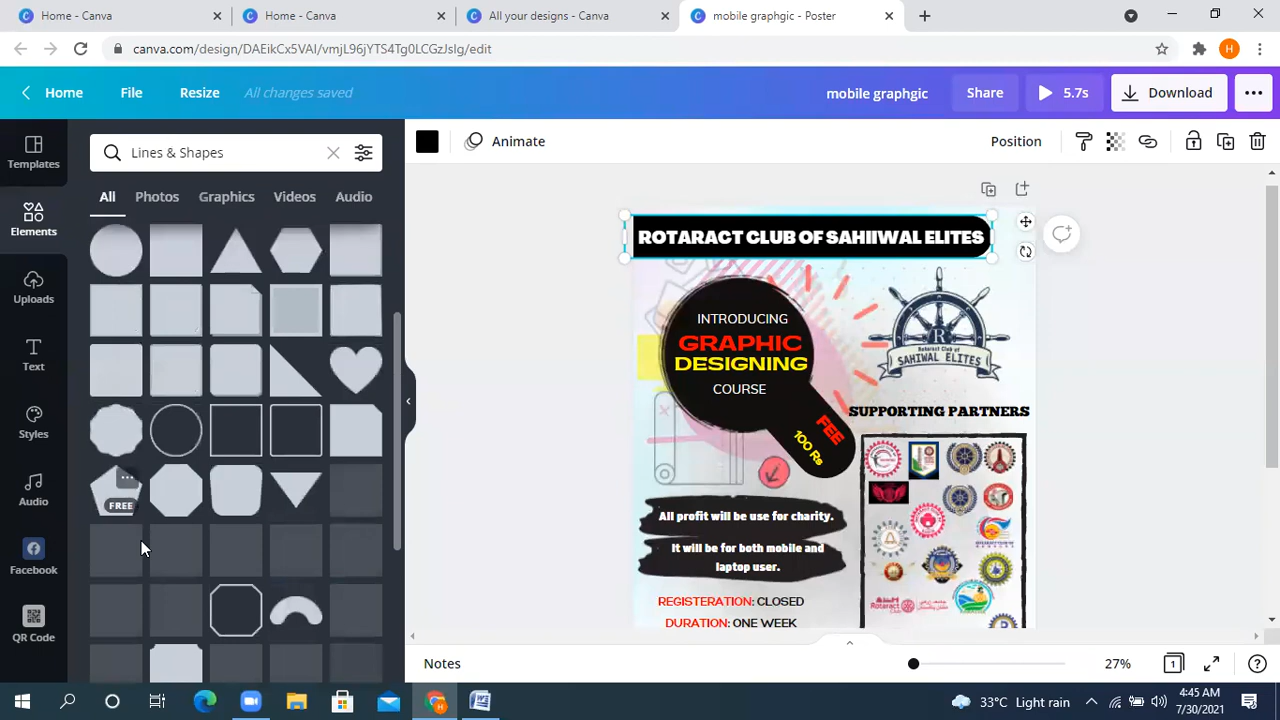 Home - Canva
Home - Canva
All your designs - Canva
mobile graphgic - Poster
canva.com/design/DAEikCx5VAI/vmjL96jYTS4Tg0LCGzJsIg/edit
H
Home
File
Resize
All changes saved
mobile graphgic
Share
5.7s
Download
Templates
Elements
Uploads
Text
Styles
Audio
Facebook
QR Code
Lines & Shapes
All
Photos
Graphics
Videos
Audio
FREE
Animate
Position
ROTARACT CLUB OF SAHIIWAL ELITES
INTRODUCING
GRAPHIC
DESIGNING
COURSE
FEE
100 Rs
R
Rotaract Club of
SAHIWAL ELITES
SUPPORTING PARTNERS
Rotaract
All profit will be use for charity.
It will be for both mobile and
laptop user.
REGISTERATION: CLOSED
DURATION: ONE WEEK
Notes
27%
1
33°C Light rain
4:45 AM
7/30/2021